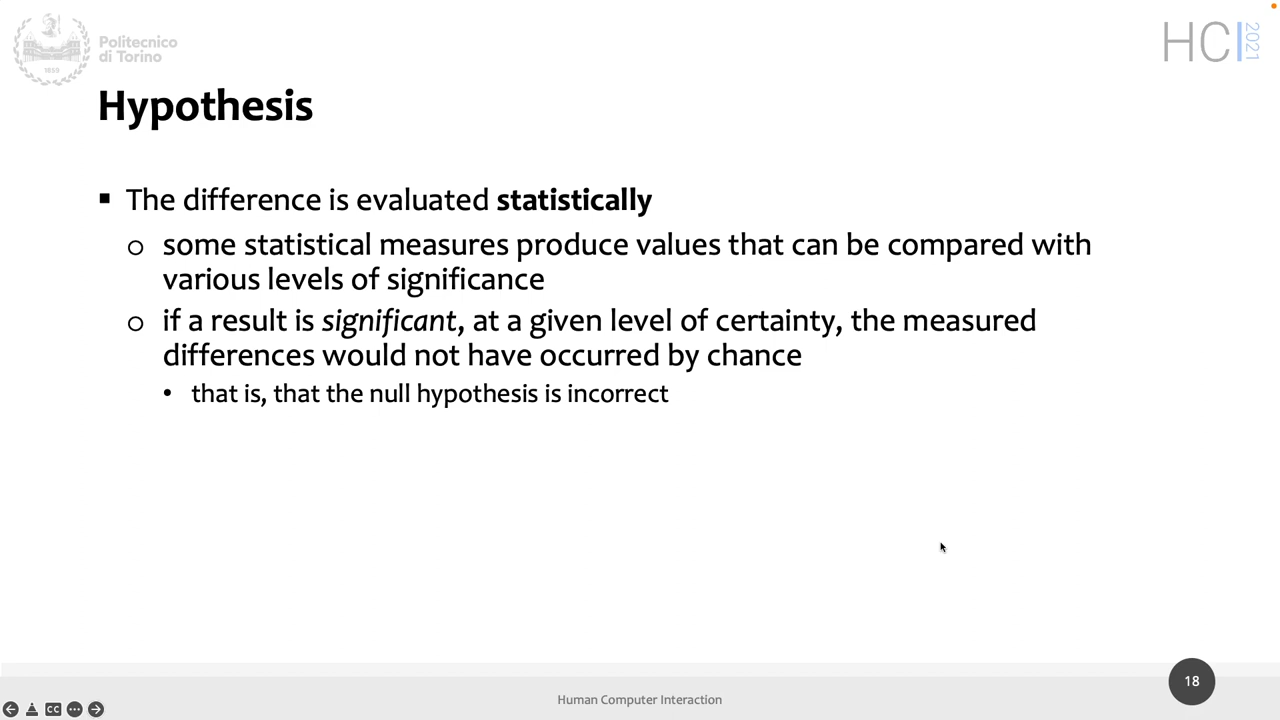 Politecnico
di Torino
1859
HCI 2021
Hypothesis
▪ The difference is evaluated statistically
o some statistical measures produce values that can be compared with
various levels of significance
o if a result is significant, at a given level of certainty, the measured
differences would not have occurred by chance
• that is, that the null hypothesis is incorrect
Human Computer Interaction
18
CC